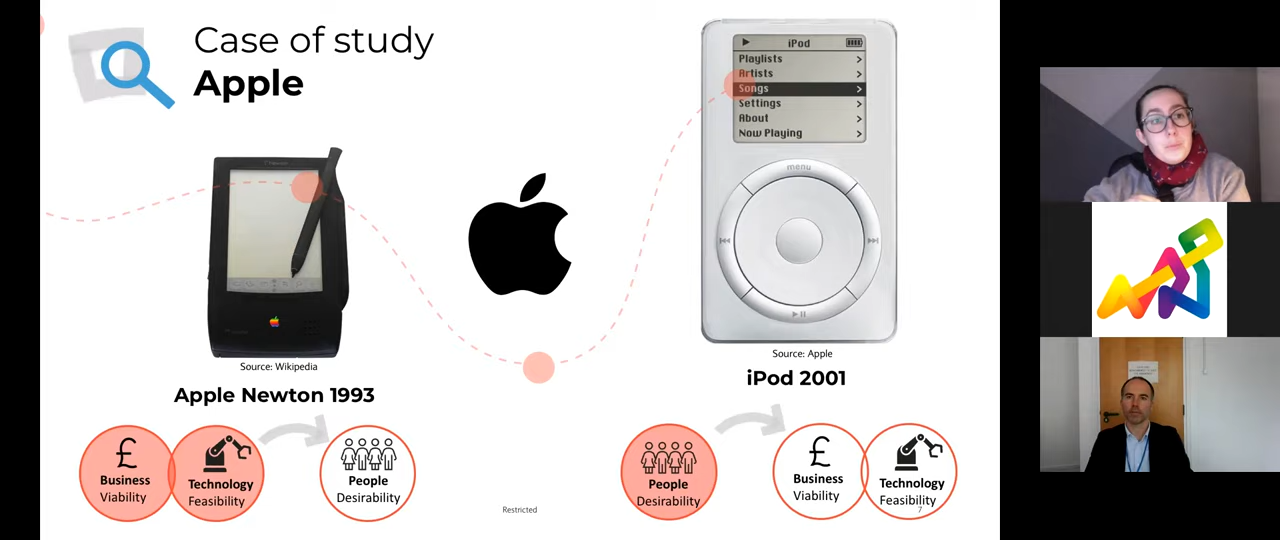 Case of study
Apple
iPod
Playlists
Artists
Songs
Settings
About
Now Playing
menu
Source: Wikipedia
Apple Newton 1993
Source: Apple
iPod 2001
£
Business
Viability
Technology
Feasibility
People
Desirability
People
Desirability
£
Business
Viability
Technology
Feasibility
Restricted
7